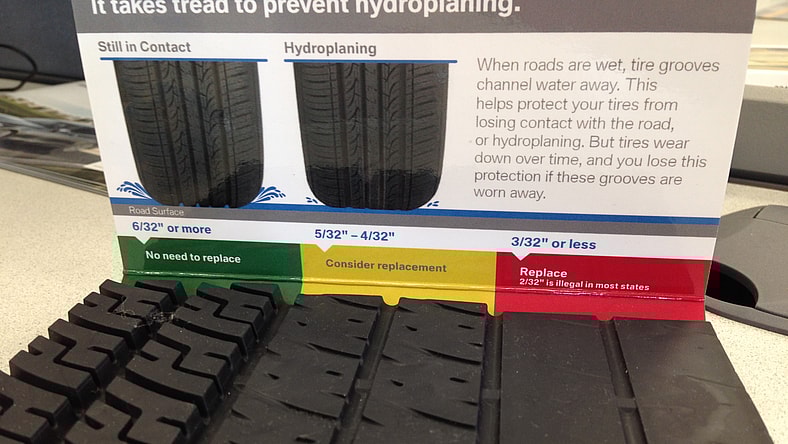 It takes tread to prevent hydroplaning.
Still in Contact
Hydroplaning
When roads are wet, tire grooves
channel water away. This
helps protect your tires from
losing contact with the road,
or hydroplaning. But tires wear
down over time, and you lose this
protection if these grooves are
worn away.
Road Surface
6/32" or more
5/32" – 4/32"
3/32" or less
No need to replace
Consider replacement
Replace
2/32" is illegal in most states